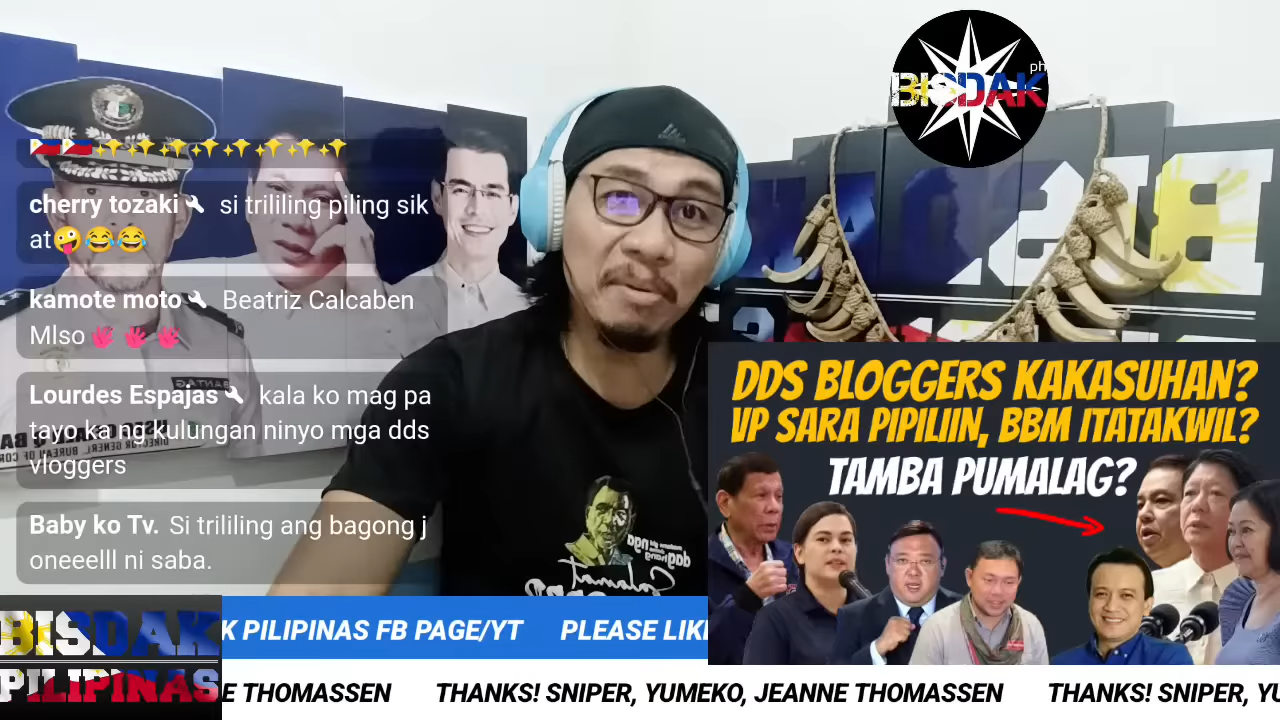 ph
BISDAK
cherry tozaki si trililing piling sik
at🤪😂😂
kamote moto Beatriz Calcaben
Mlso
Lourdes Espajas kala ko mag pa
tayo ka ng kulungan ninyo mga dds
vloggers
Baby ko Tv. Si trililing ang bagong j
oneeelll ni saba.
DDS BLOGGERS KAKASUHAN?
VP SARA PIPILIIN, BBM ITATAKWIL?
TAMBA PUMALAG?
BISDAK
PILIPINAS
K PILIPINAS FB PAGE/YT PLEASE LIK
E THOMASSEN THANKS! SNIPER, YUMEKO, JEANNE THOMASSEN THANKS! SNIPER, YU